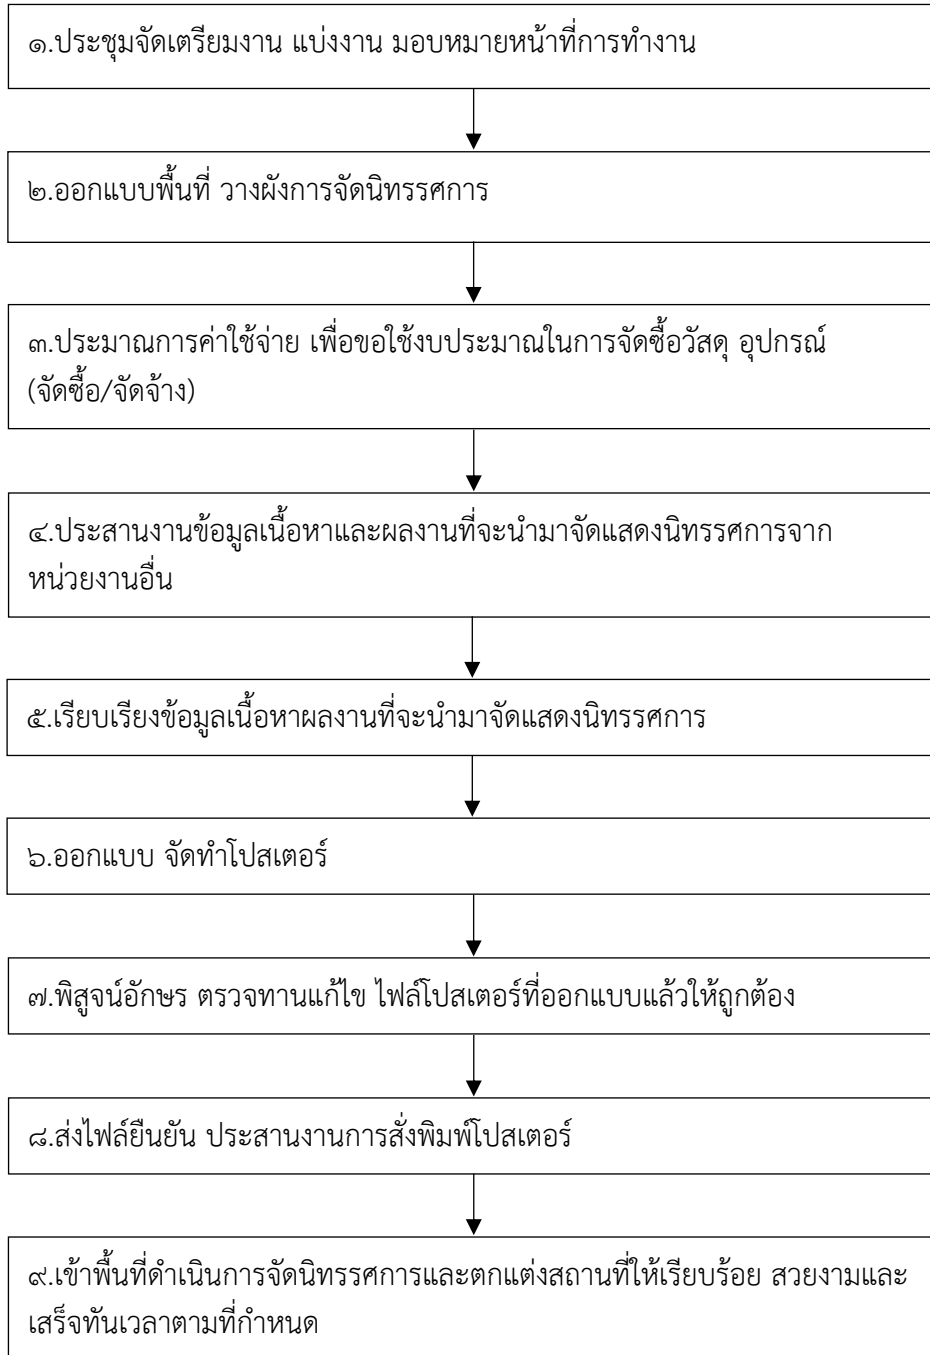 ๑.ประชุมจัดเตรียมงาน แบ่งงาน มอบหมายหน้าที่การทำงาน
๒.ออกแบบพื้นที่ วางผังการจัดนิทรรศการ
๓.ประมาณการค่าใช้จ่าย เพื่อขอใช้งบประมาณในการจัดซื้อวัสดุ อุปกรณ์
(จัดซื้อ/จัดจ้าง)
๔.ประสานงานข้อมูลเนื้อหาและผลงานที่จะนำมาจัดแสดงนิทรรศการจาก
หน่วยงานอื่น
๕.เรียบเรียงข้อมูลเนื้อหาผลงานที่จะนำมาจัดแสดงนิทรรศการ
๖.ออกแบบ จัดทำโปสเตอร์
๗.พิสูจน์อักษร ตรวจทานแก้ไข ไฟล์โปสเตอร์ที่ออกแบบแล้วให้ถูกต้อง
๘.ส่งไฟล์ยืนยัน ประสานงานการสั่งพิมพ์โปสเตอร์
๙.เข้าพื้นที่ดำเนินการจัดนิทรรศการและตกแต่งสถานที่ให้เรียบร้อย สวยงามและ
เสร็จทันเวลาตามที่กำหนด